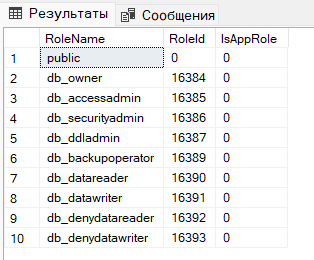 Результаты Сообщения
RoleName RoleId IsAppRole
1 public 0 0
2 db_owner 16384 0
3 db_accessadmin 16385 0
4 db_securityadmin 16386 0
5 db_ddladmin 16387 0
6 db_backupoperator 16389 0
7 db_datareader 16390 0
8 db_datawriter 16391 0
9 db_denydatareader 16392 0
10 db_denydatawriter 16393 0